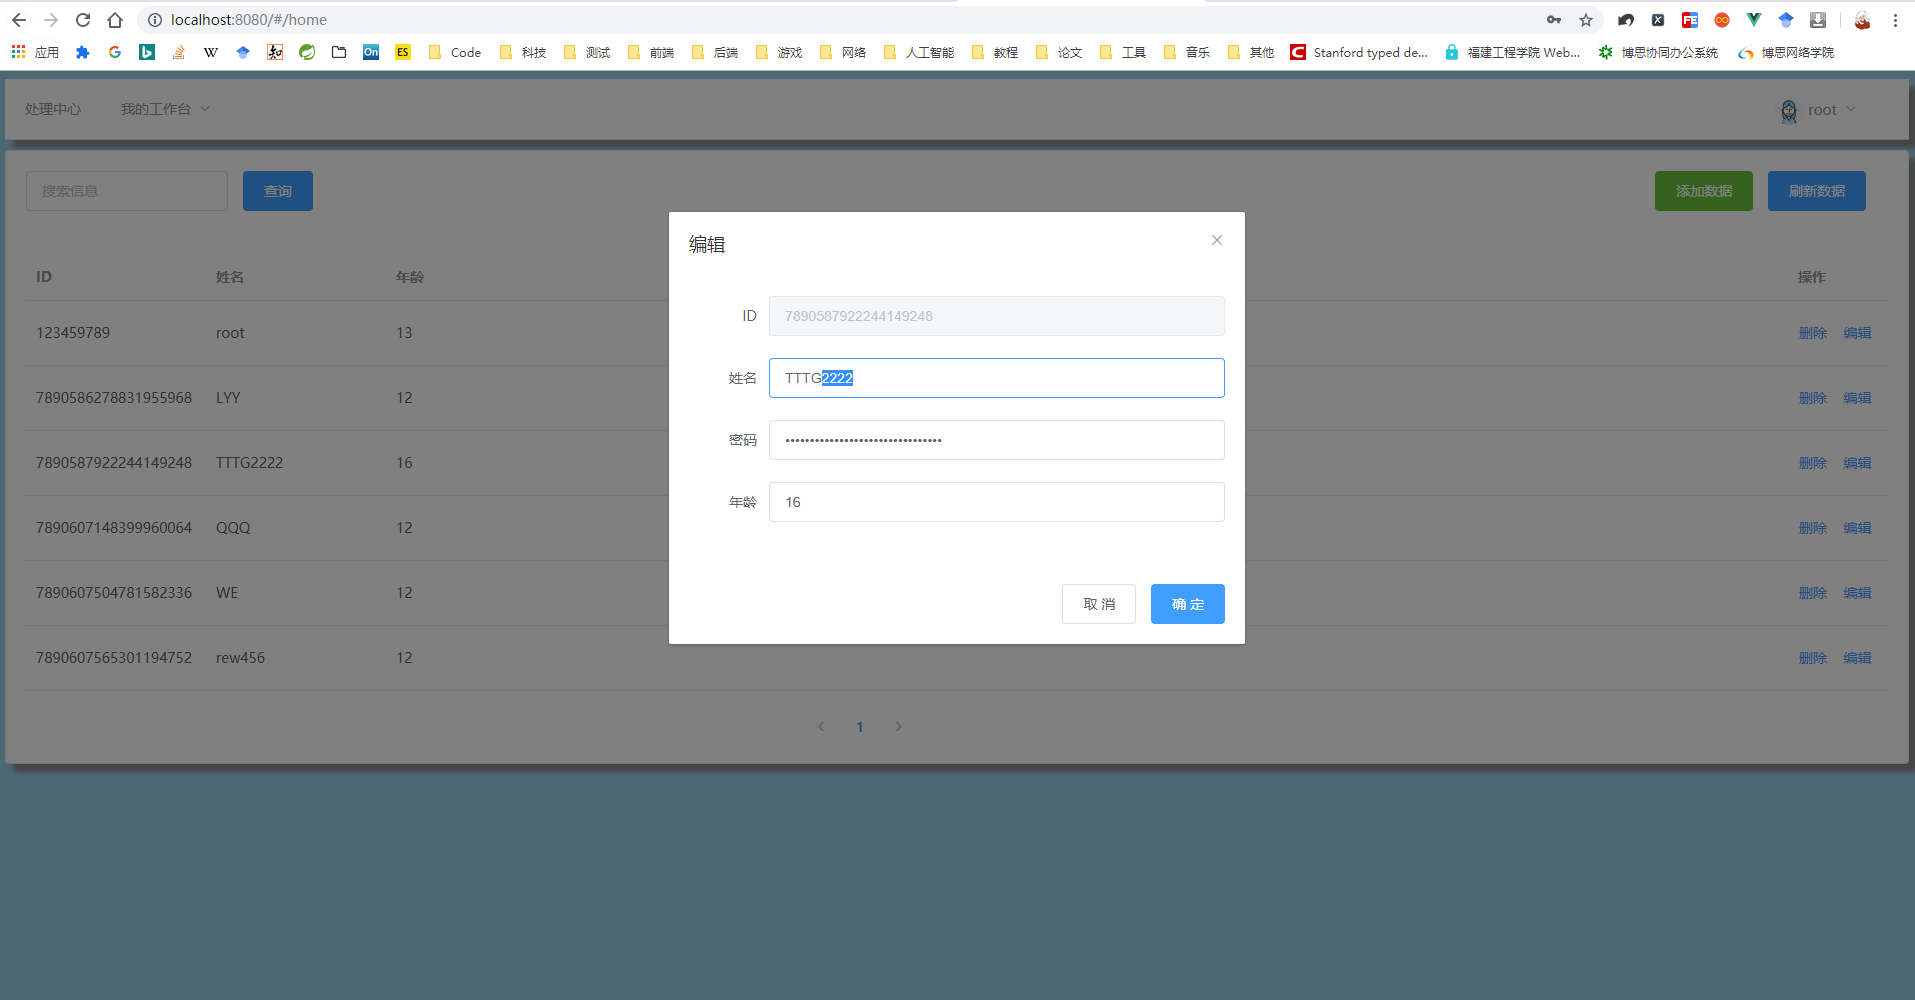 localhost:8080/#/home
应用 Code 科技 测试 前端 后端 游戏 网络 人工智能 教程 论文 工具 音乐 其他 Stanford typed de... 福建工程学院 Web... 博思协同办公系统 博思网络学院
处理中心 我的工作台 root
搜索信息 查询 添加数据 刷新数据
编辑
ID 姓名 年龄 操作
ID 7890587922244149248
123459789 root 13 删除 编辑
姓名 TTTG2222
7890586278831955968 LYY 12 删除 编辑
密码 ••••••••••••••••••••••••••••••••
7890587922244149248 TTTG2222 16 删除 编辑
年龄 16
7890607148399960064 QQQ 12 删除 编辑
7890607504781582336 WE 12 删除 编辑
取 消 确 定
7890607565301194752 rew456 12 删除 编辑
1